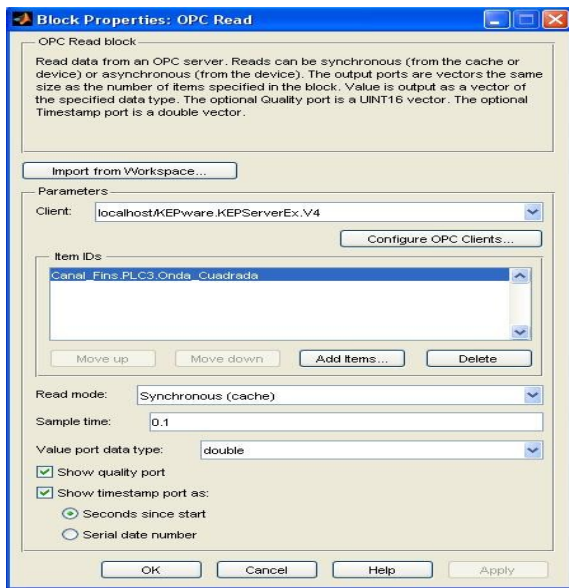 Block Properties: OPC Read
OPC Read block
Read data from an OPC server. Reads can be synchronous (from the cache or
device) or asynchronous (from the device). The output ports are vectors the same
size as the number of items specified in the block. Value is output as a vector of
the specified data type. The optional Quality port is a UINT16 vector. The optional
Timestamp port is a double vector.
Import from Workspace...
Parameters
Client: localhost/KEPware.KEPServerEx.V4
Configure OPC Clients...
Item IDs
Canal_Fins.PLC3.Onda_Cuadrada
Move up Move down Add Items... Delete
Read mode: Synchronous (cache)
Sample time: 0.1
Value port data type: double
Show quality port
Show timestamp port as:
Seconds since start
Serial date number
OK Cancel Help Apply